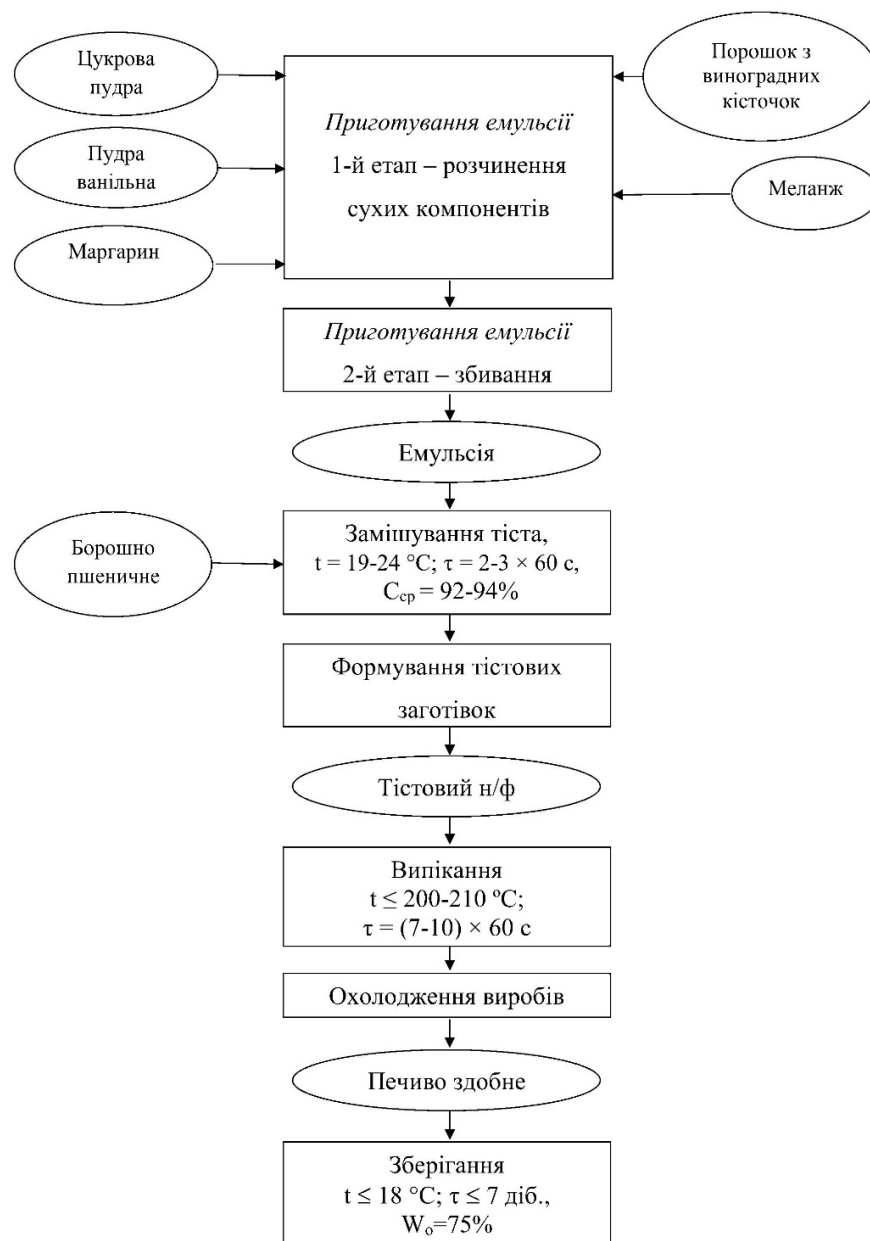 Цукрова
пудра
Пудра
ванільна
Маргарин
Приготування емульсії
1-й етап – розчинення
сухих компонентів
Порошок з
виноградних
кісточок
Меланж
Приготування емульсії
2-й етап – збивання
Емульсія
Борошно
пшеничне
Замішування тіста,
t = 19-24 °C; τ = 2-3 × 60 с,
Сср = 92-94%
Формування тістових
заготівок
Тістовий н/ф
Випікання
t ≤ 200-210 ºC;
τ = (7-10) × 60 с
Охолодження виробів
Печиво здобне
Зберігання
t ≤ 18 °C; τ ≤ 7 діб.,
Wо=75%